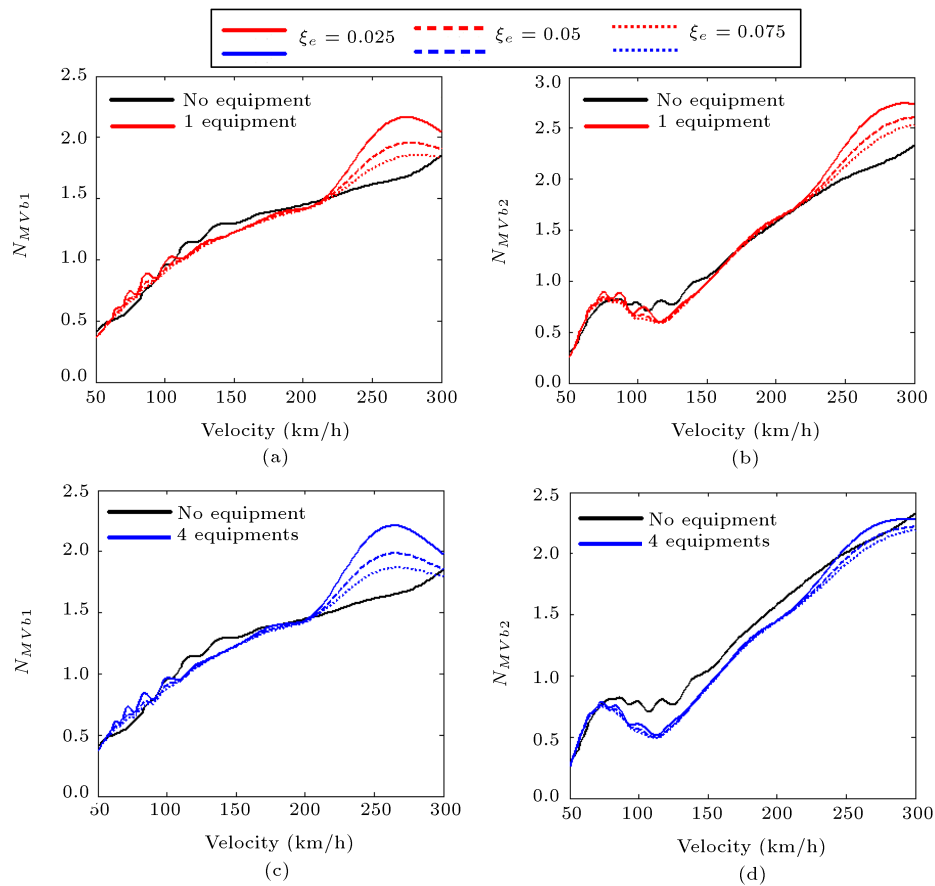 ξe = 0.025 ξe = 0.05 ξe = 0.075
2.5
2.0
1.5
1.0
0.5
0.0
NMVb1
No equipment
1 equipment
50 100 150 200 250 300
Velocity (km/h)
(a)
3.0
2.5
2.0
1.5
1.0
0.5
0.0
NMVb2
No equipment
1 equipment
50 100 150 200 250 300
Velocity (km/h)
(b)
2.5
2.0
1.5
1.0
0.5
0.0
NMVb1
No equipment
4 equipments
50 100 150 200 250 300
Velocity (km/h)
(c)
2.5
2.0
1.5
1.0
0.5
0.0
NMVb2
No equipment
4 equipments
50 100 150 200 250 300
Velocity (km/h)
(d)